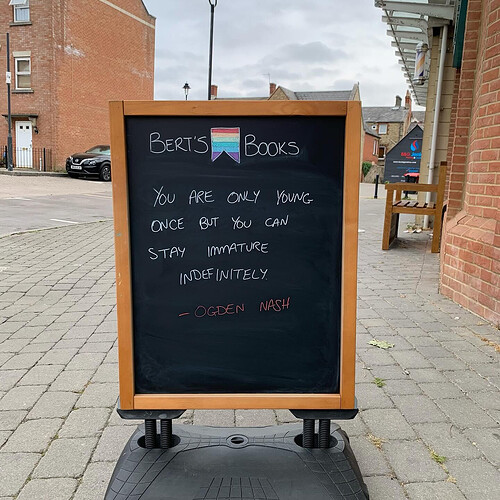 BERT'S BOOKS
YOU ARE ONLY YOUNG
ONCE BUT YOU CAN
STAY IMMATURE
INDEFINITELY
- OGDEN NASH